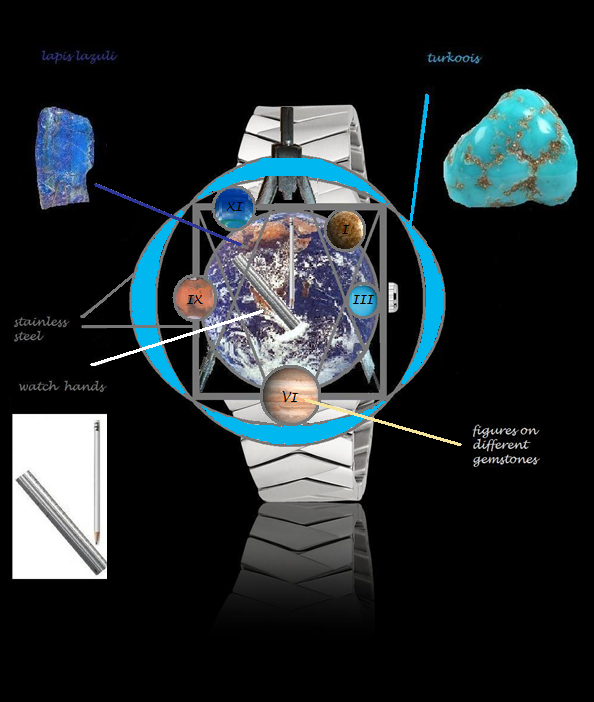 lapis lazuli
turkoois
XI
I
IX
III
stainless
steel
watch hands
VI
figures on
different
gemstones